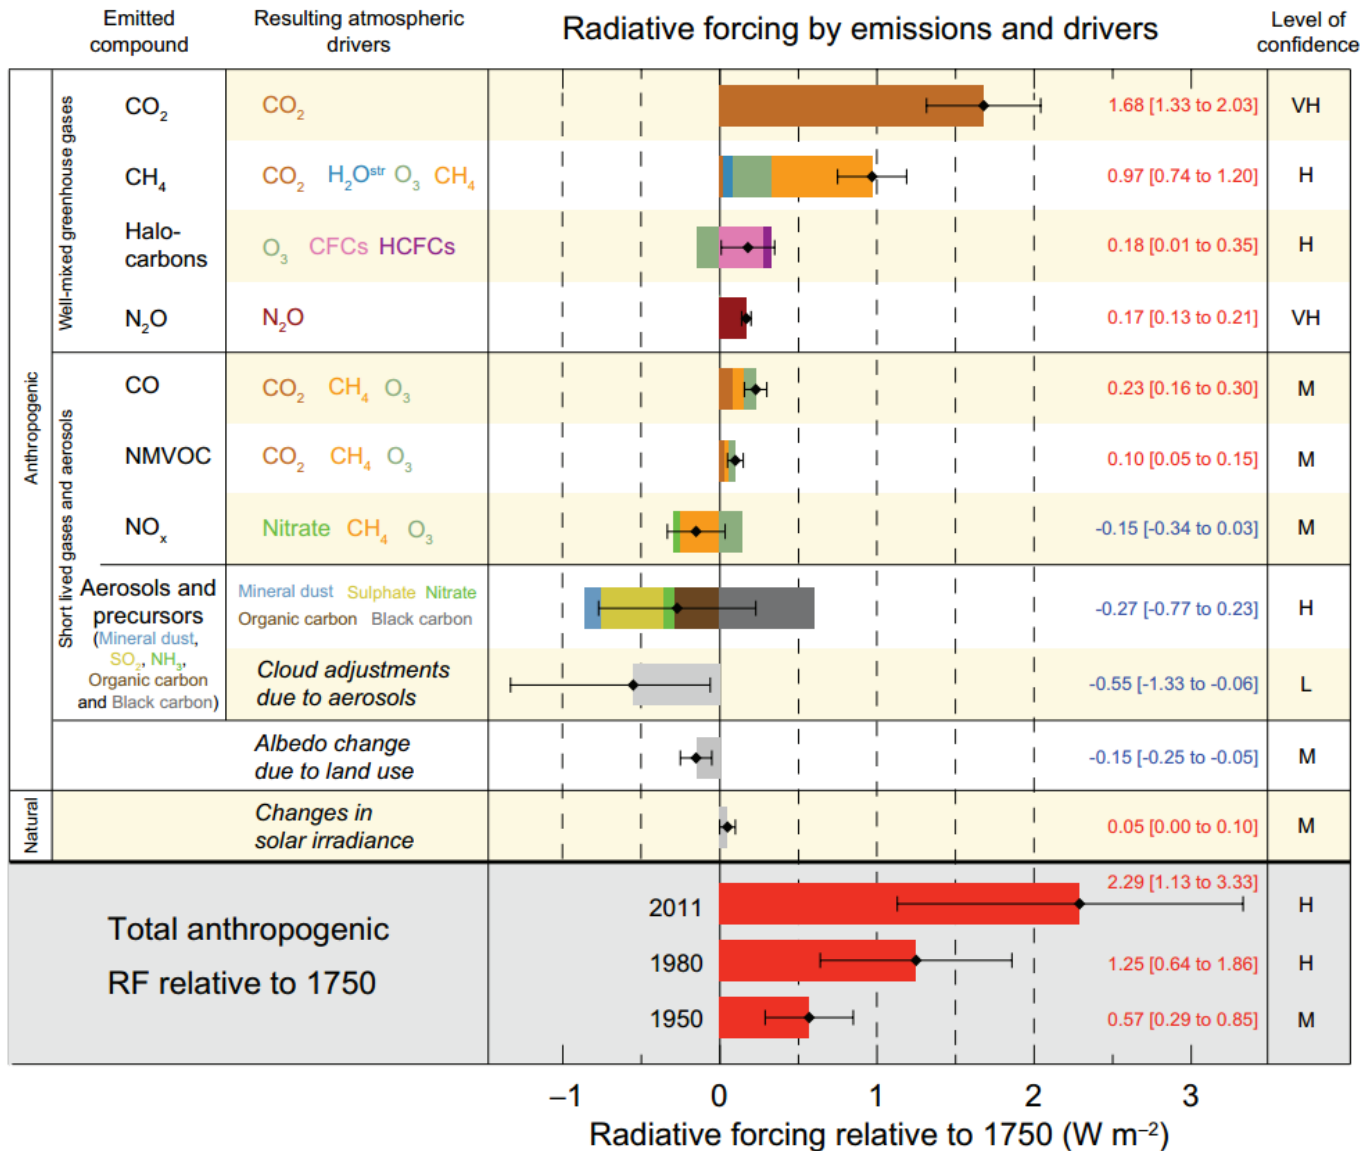 Emitted compound
Resulting atmospheric drivers
Radiative forcing by emissions and drivers
Level of confidence
Anthropogenic
Well-mixed greenhouse gases
CO₂
CO₂
1.68 [1.33 to 2.03]
VH
CH₄
CO₂ H₂Oˢᵗʳ O₃ CH₄
0.97 [0.74 to 1.20]
H
Halo-
carbons
O₃ CFCs HCFCs
0.18 [0.01 to 0.35]
H
N₂O
N₂O
0.17 [0.13 to 0.21]
VH
Short lived gases and aerosols
CO
CO₂ CH₄ O₃
0.23 [0.16 to 0.30]
M
NMVOC
CO₂ CH₄ O₃
0.10 [0.05 to 0.15]
M
NOₓ
Nitrate CH₄ O₃
-0.15 [-0.34 to 0.03]
M
Aerosols and
precursors
(Mineral dust,
SO₂, NH₃,
Organic carbon
and Black carbon)
Mineral dust Sulphate Nitrate
Organic carbon Black carbon
-0.27 [-0.77 to 0.23]
H
Cloud adjustments
due to aerosols
-0.55 [-1.33 to -0.06]
L
Albedo change
due to land use
-0.15 [-0.25 to -0.05]
M
Natural
Changes in
solar irradiance
0.05 [0.00 to 0.10]
M
Total anthropogenic
RF relative to 1750
2011
2.29 [1.13 to 3.33]
H
1980
1.25 [0.64 to 1.86]
H
1950
0.57 [0.29 to 0.85]
M
–1 0 1 2 3
Radiative forcing relative to 1750 (W m⁻²)